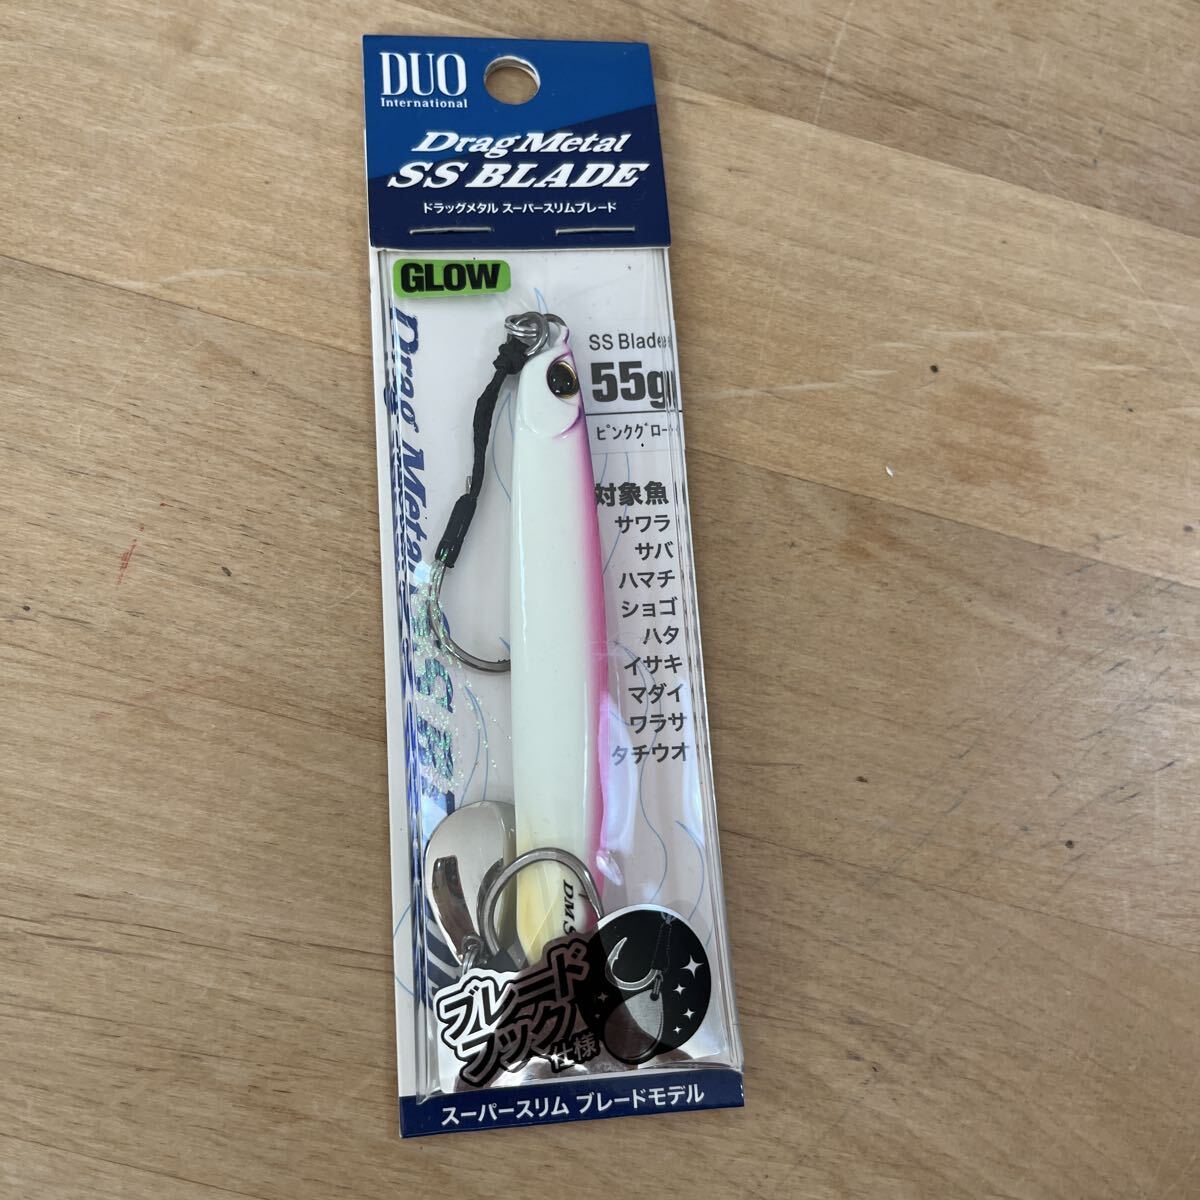 DUO
International
Drag Metal
SS BLADE
ドラッグメタル スーパースリムブレード
GLOW
Drag Metal
SS Blade
55g
ピンクグロー
対象魚
サワラ
サバ
ハマチ
ショゴ
ハタ
イサキ
マダイ
ワラサ
タチウオ
DM S
ブレード
フック
仕様
スーパースリム ブレードモデル